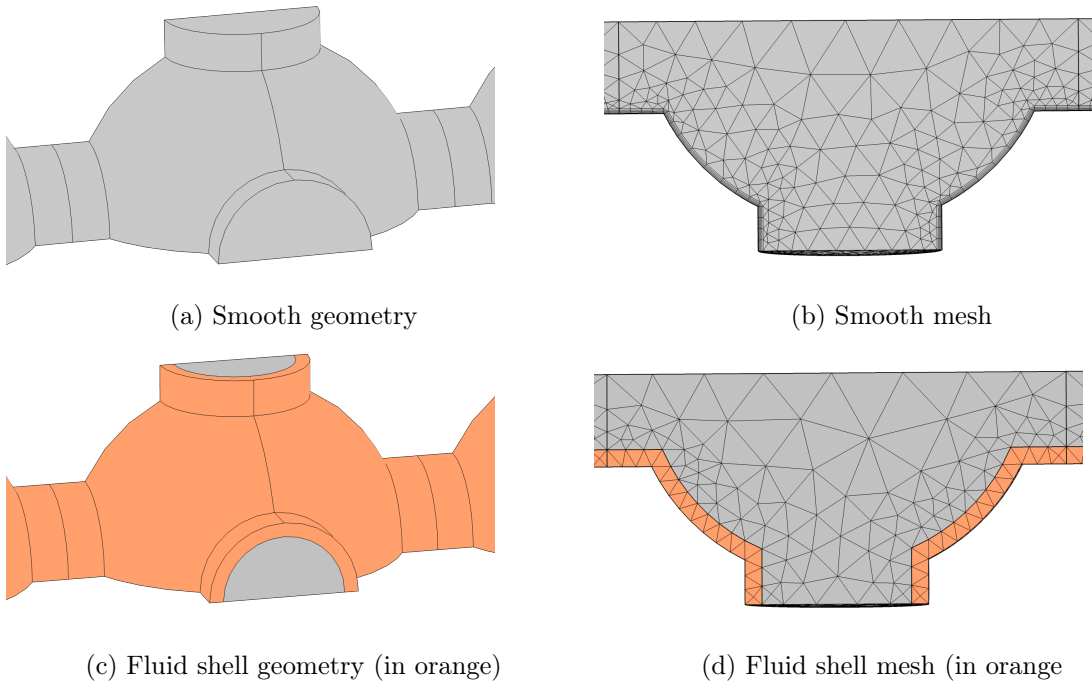 (a) Smooth geometry
(b) Smooth mesh
(c) Fluid shell geometry (in orange)
(d) Fluid shell mesh (in orange